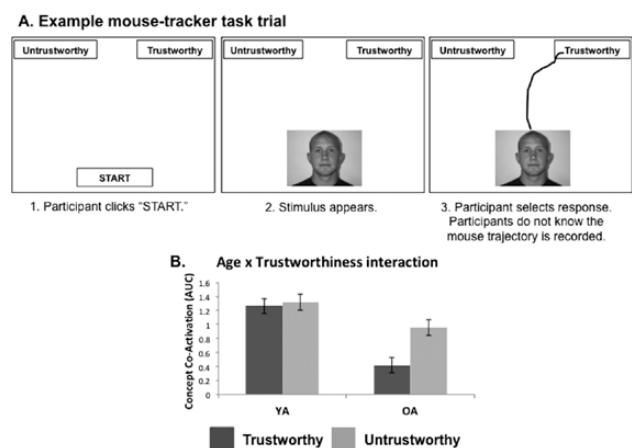 A. Example mouse-tracker task trial
Untrustworthy Trustworthy
START
1. Participant clicks "START."
Untrustworthy Trustworthy
2. Stimulus appears.
Untrustworthy Trustworthy
3. Participant selects response.
Participants do not know the
mouse trajectory is recorded.
B. Age x Trustworthiness interaction
Concept Co-Activation (AUC)
1.6
1.4
1.2
1
0.8
0.6
0.4
0.2
0
YA OA
Trustworthy Untrustworthy